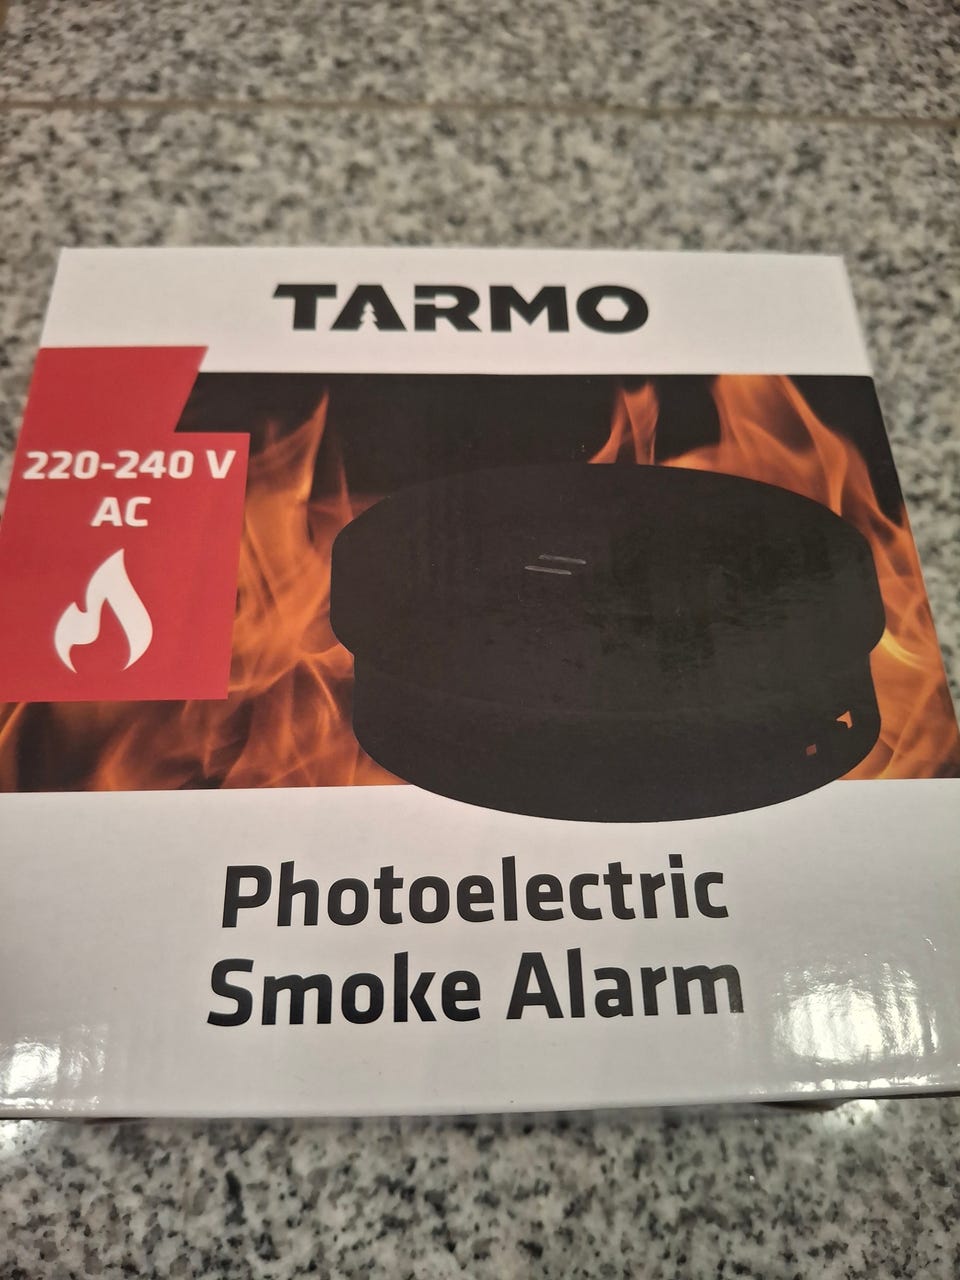 TARMO
220-240 V
AC
Photoelectric
Smoke Alarm